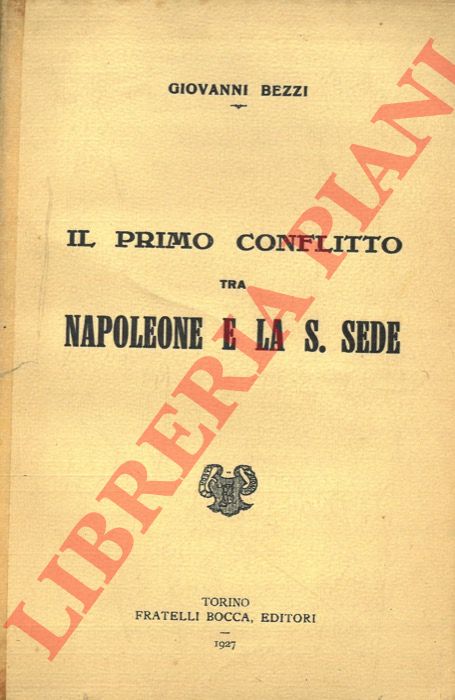 GIOVANNI BEZZI
IL PRIMO CONFLITTO
TRA
NAPOLEONE E LA S. SEDE
TORINO
FRATELLI BOCCA, EDITORI
1927
LIBRERIA PIANI